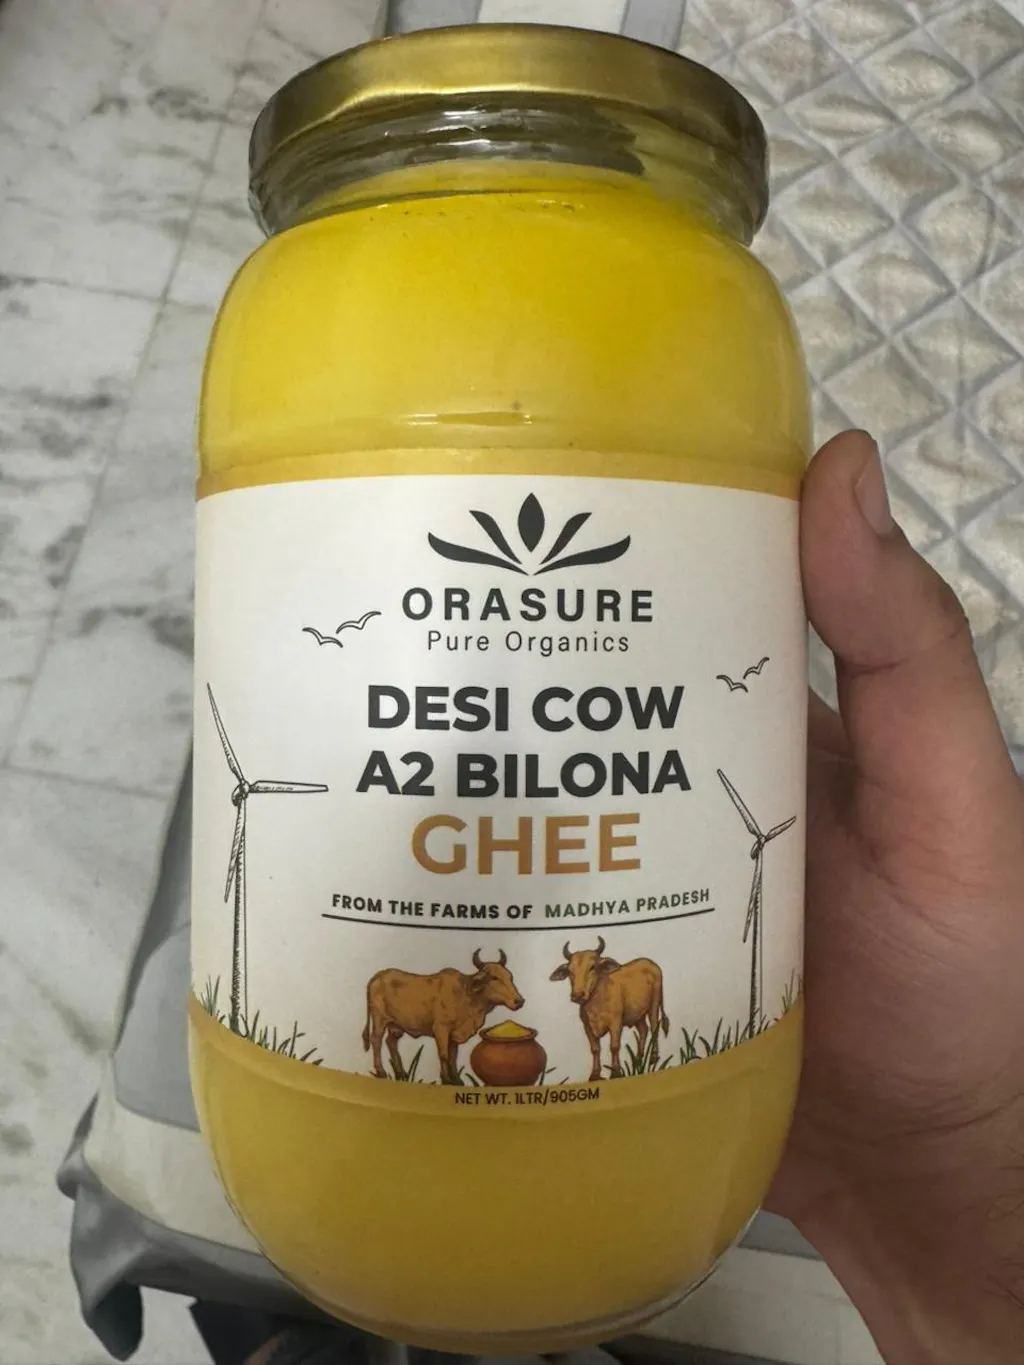 ORASURE
Pure Organics
DESI COW
A2 BILONA
GHEE
FROM THE FARMS OF MADHYA PRADESH
NET WT. 1LTR/905GM